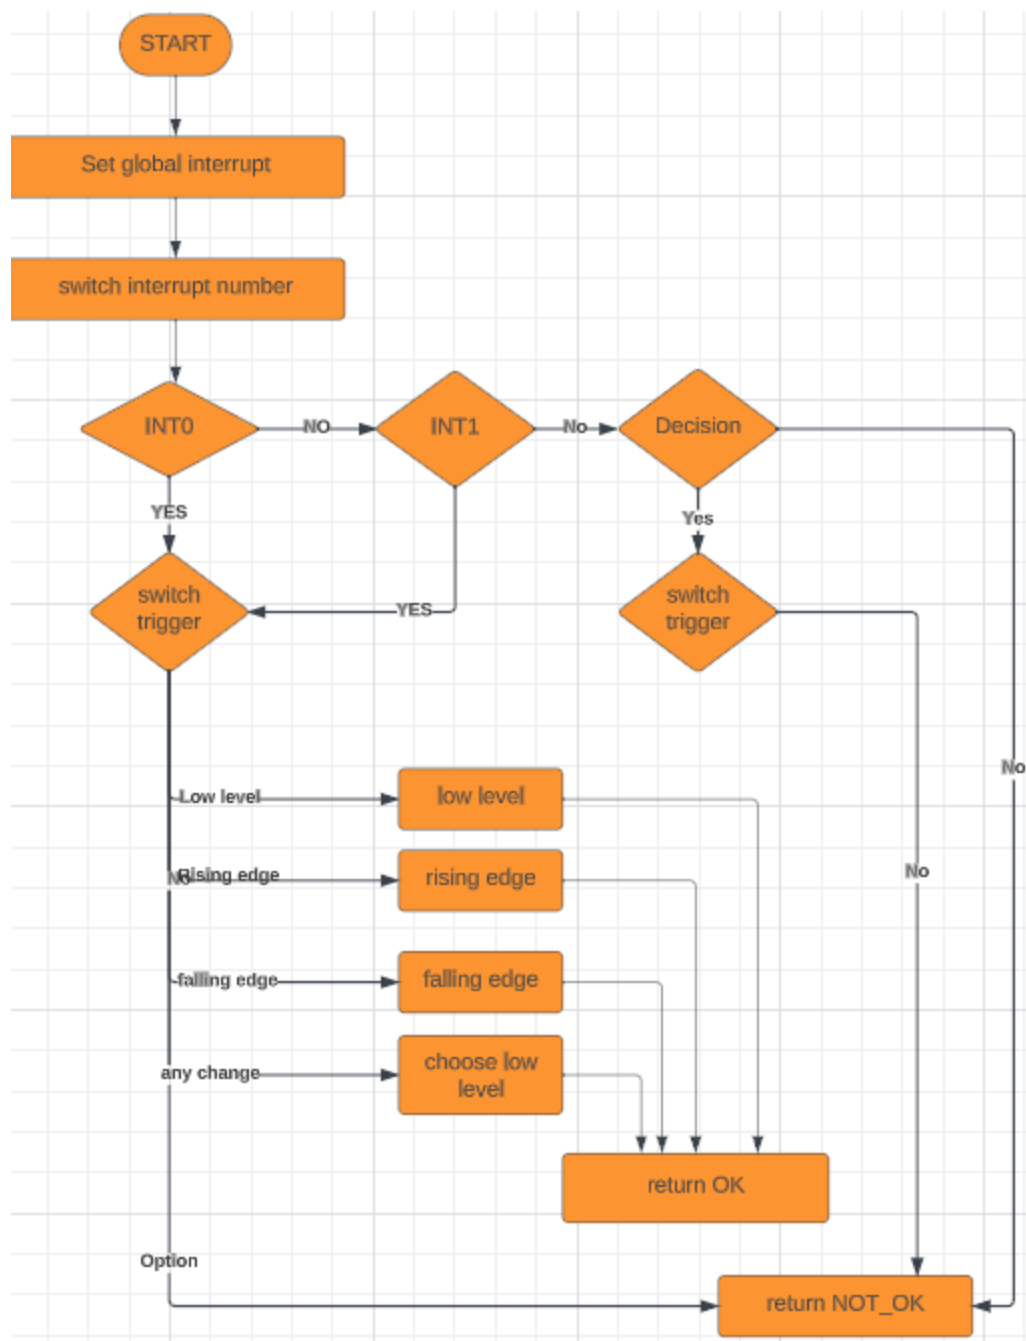 START
Set global interrupt
switch interrupt number
INT0
NO
INT1
No
Decision
YES
Yes
switch
trigger
YES
switch
trigger
No
Low level
low level
No
Rising edge
rising edge
No
falling edge
falling edge
any change
choose low
level
return OK
Option
return NOT_OK